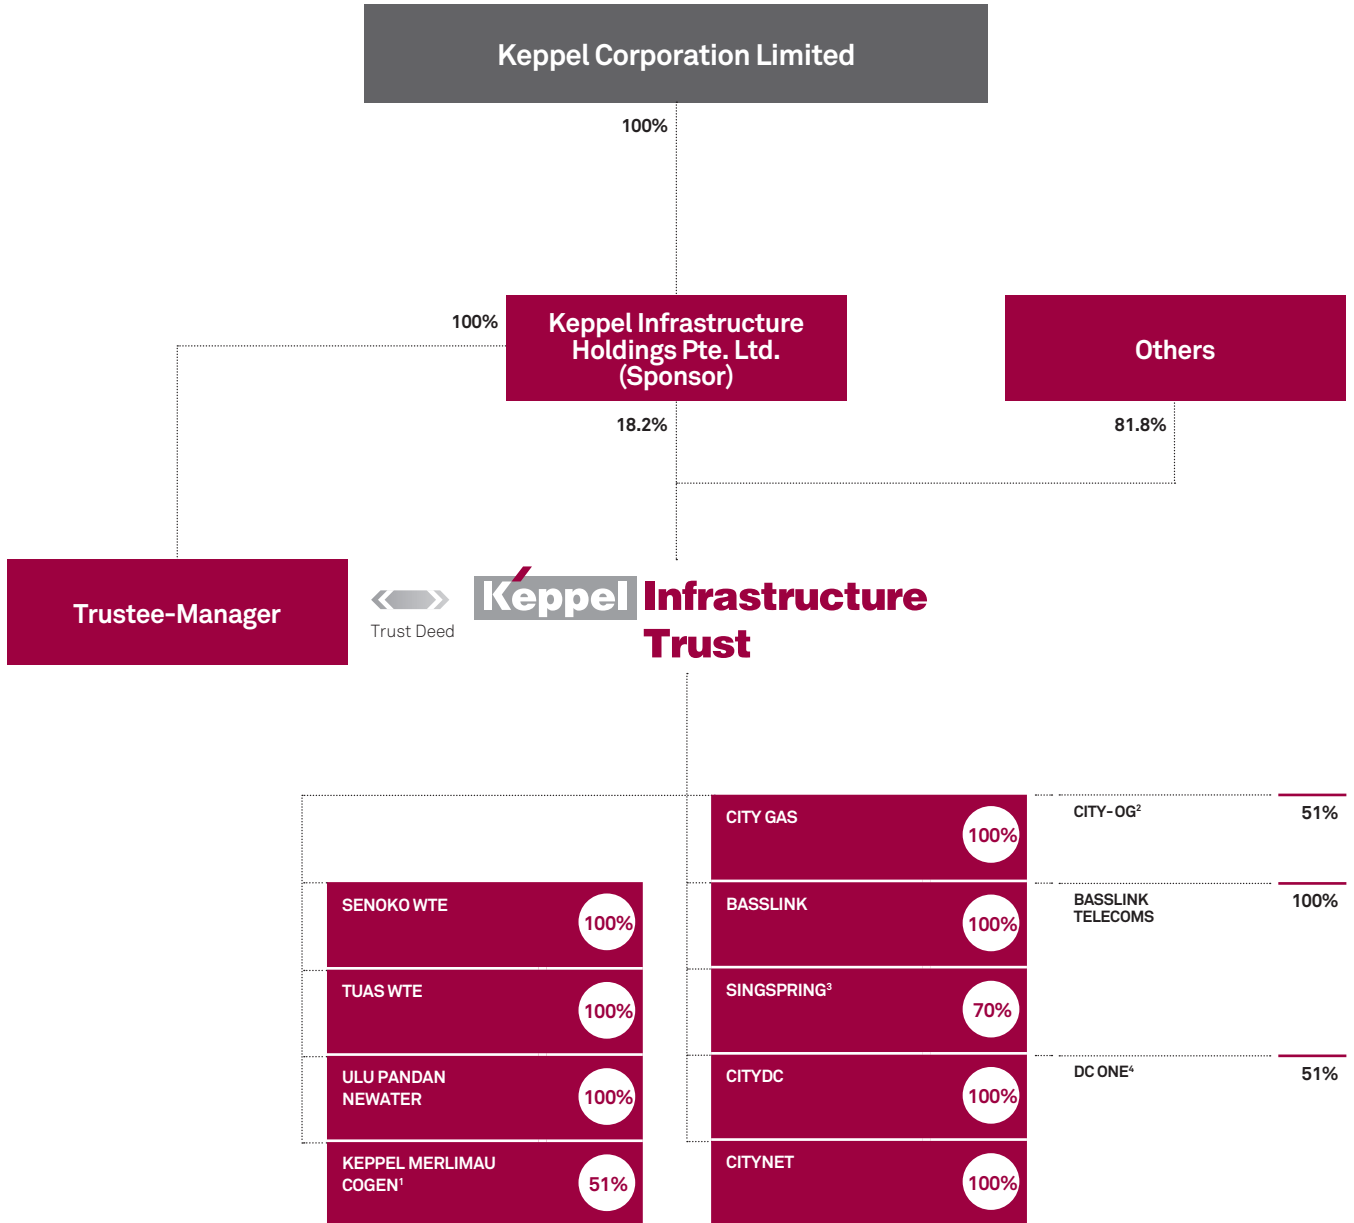 Keppel Corporation Limited
100%
100%
Keppel Infrastructure
Holdings Pte. Ltd.
(Sponsor)
Others
18.2%
81.8%
Trustee-Manager
Trust Deed
Keppel Infrastructure
Trust
SENOKO WTE
100%
TUAS WTE
100%
ULU PANDAN
NEWATER
100%
KEPPEL MERLIMAU
COGEN¹
51%
CITY GAS
100%
CITY-OG²
51%
BASSLINK
100%
BASSLINK
TELECOMS
100%
SINGSPRING³
70%
CITYDC
100%
DC ONE⁴
51%
CITYNET
100%